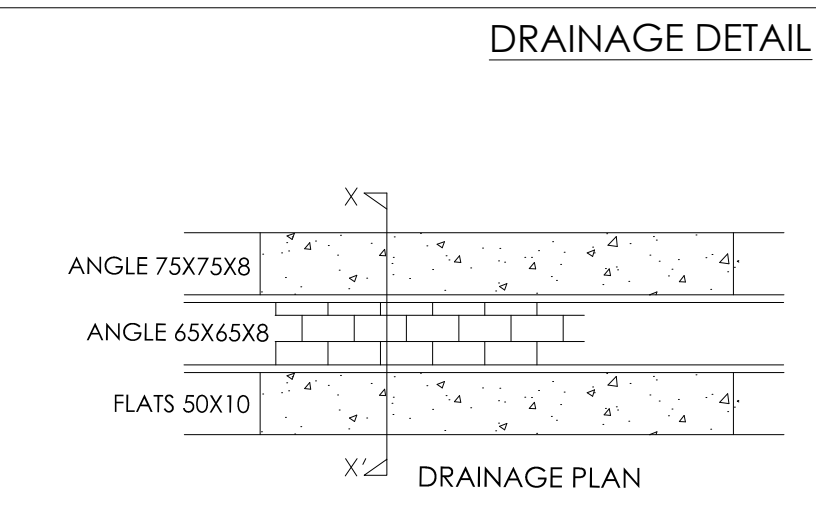 DRAINAGE DETAIL
X
ANGLE 75X75X8
ANGLE 65X65X8
FLATS 50X10
X'
DRAINAGE PLAN